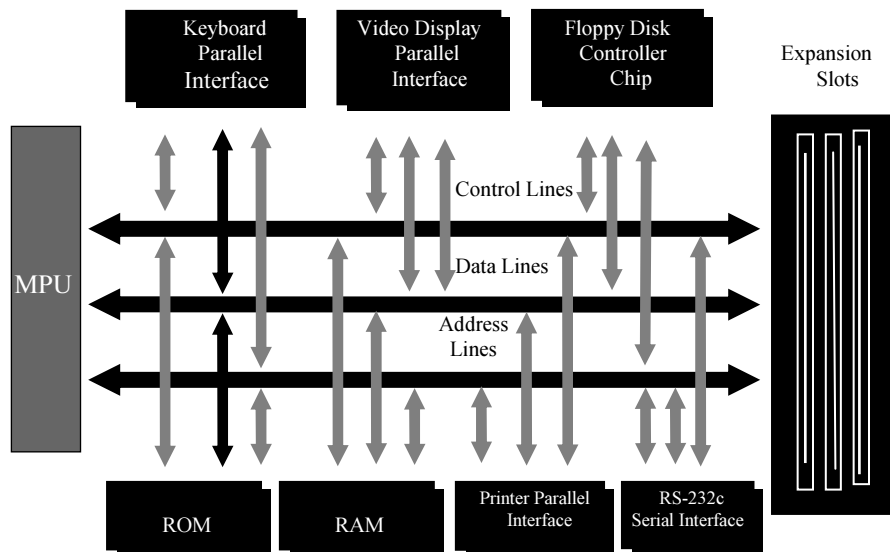 Keyboard
Parallel
Interface
Video Display
Parallel
Interface
Floppy Disk
Controller
Chip
Expansion
Slots
Control Lines
MPU
Data Lines
Address
Lines
ROM
RAM
Printer Parallel
Interface
RS-232c
Serial Interface